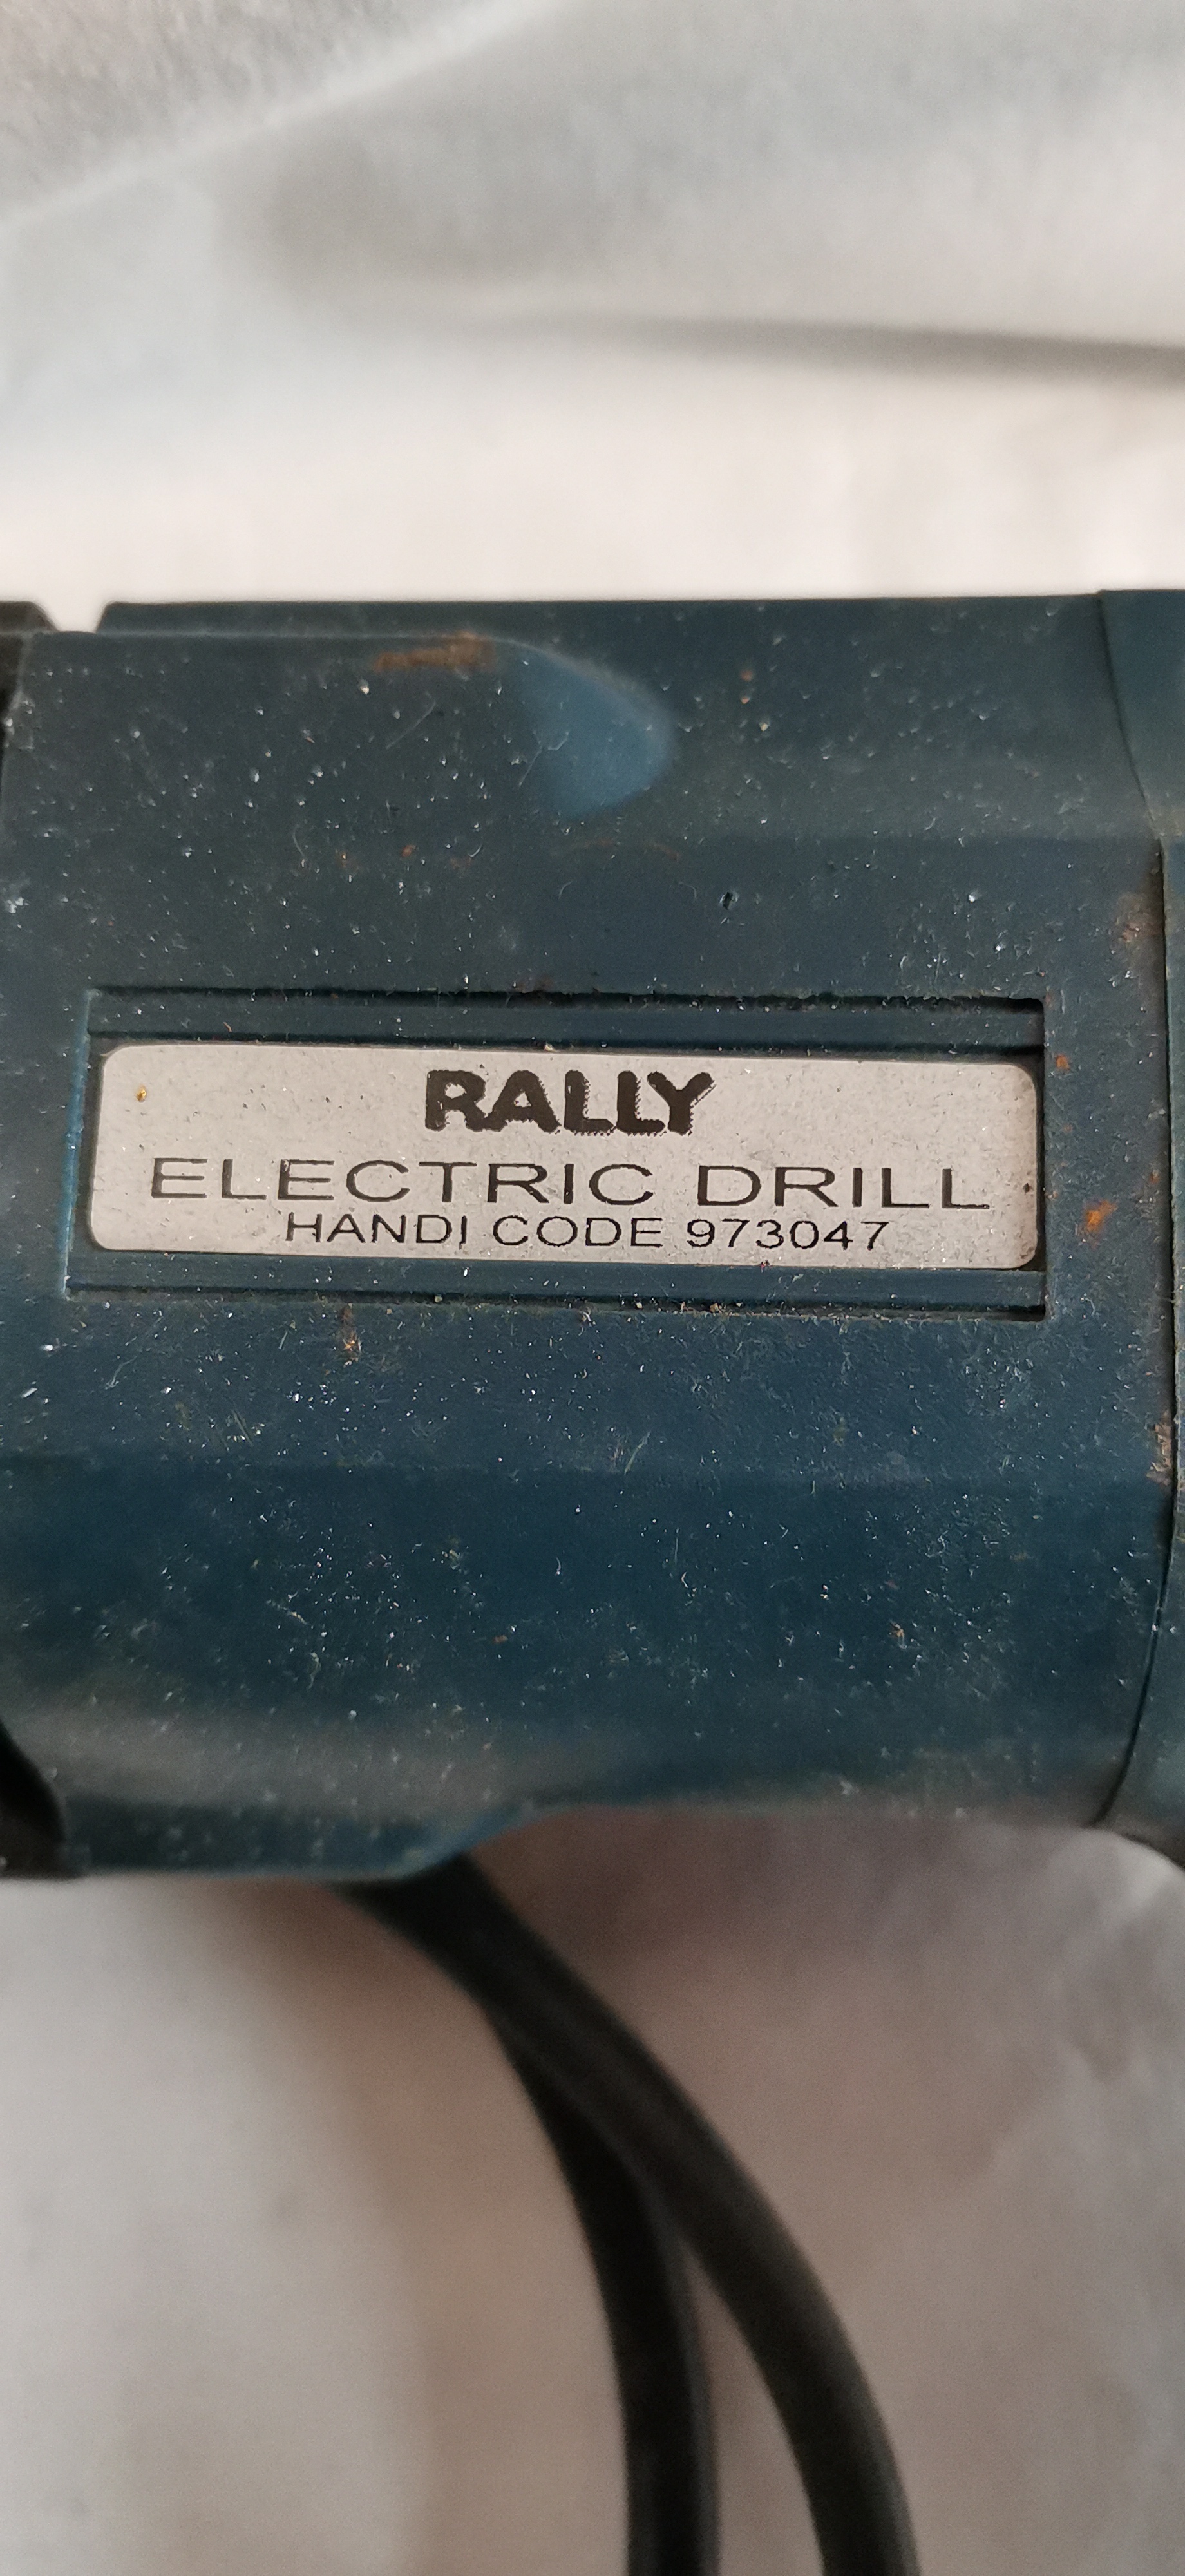 RALLY
ELECTRIC DRILL
HANDI CODE 973047